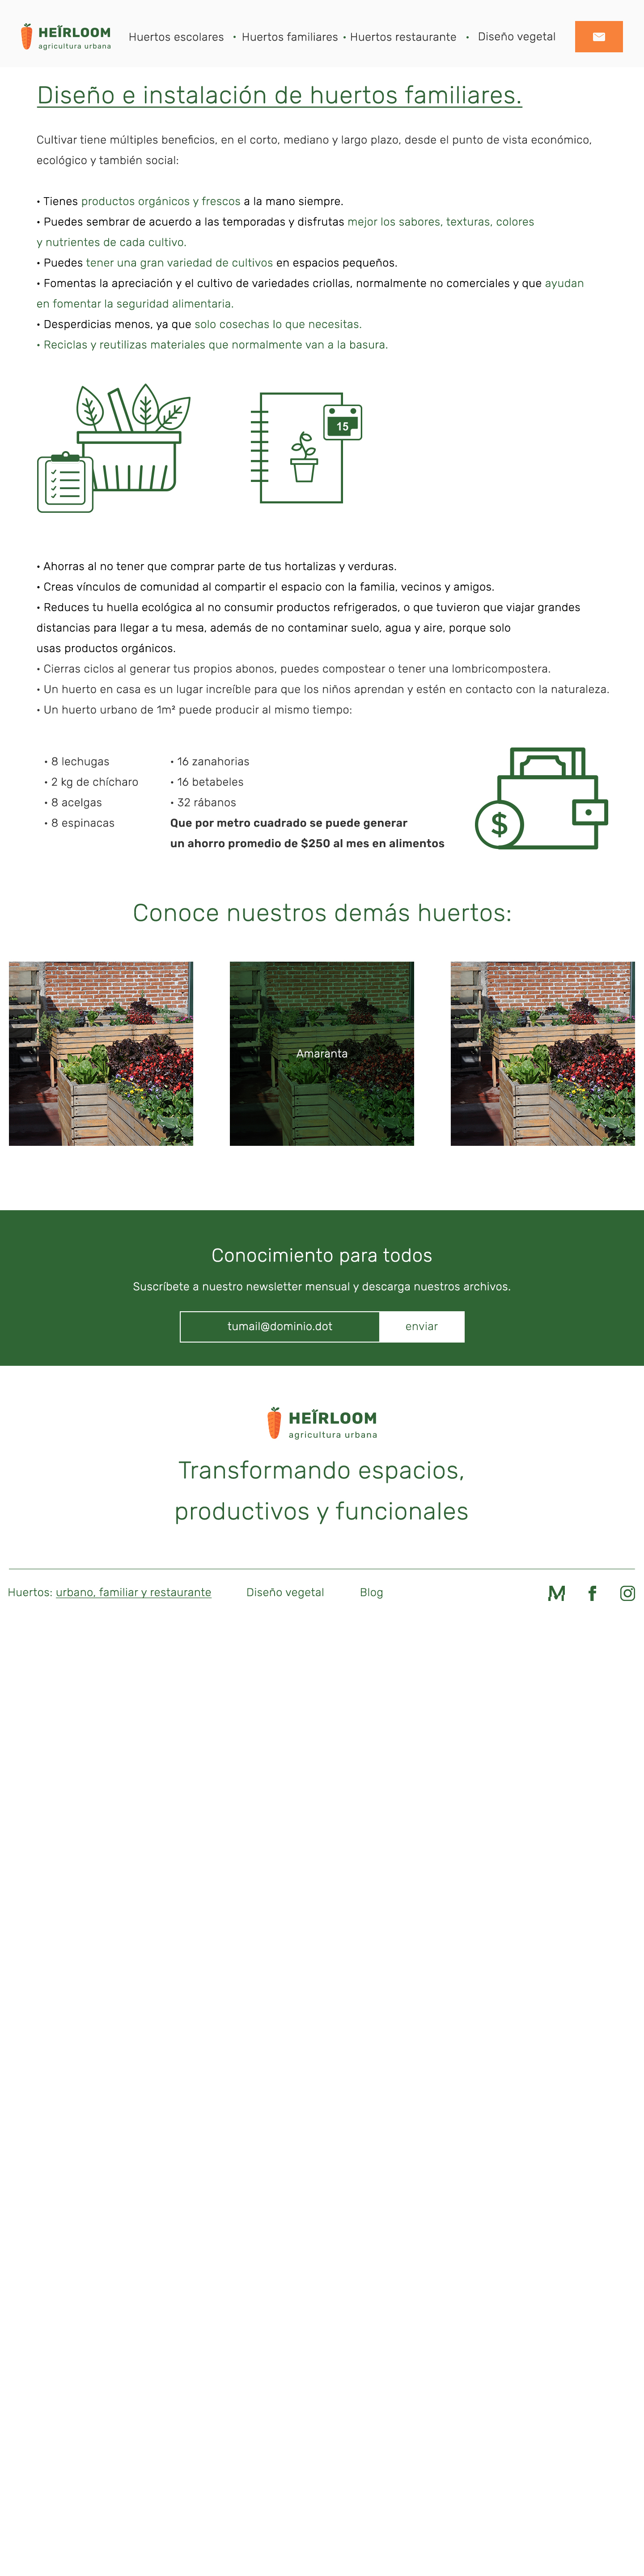 HEÍRLOOM
agricultura urbana
Huertos escolares • Huertos familiares • Huertos restaurante • Diseño vegetal
Diseño e instalación de huertos familiares.
Cultivar tiene múltiples beneficios, en el corto, mediano y largo plazo, desde el punto de vista económico,
ecológico y también social:
• Tienes productos orgánicos y frescos a la mano siempre.
• Puedes sembrar de acuerdo a las temporadas y disfrutas mejor los sabores, texturas, colores
y nutrientes de cada cultivo.
• Puedes tener una gran variedad de cultivos en espacios pequeños.
• Fomentas la apreciación y el cultivo de variedades criollas, normalmente no comerciales y que ayudan
en fomentar la seguridad alimentaria.
• Desperdicias menos, ya que solo cosechas lo que necesitas.
• Reciclas y reutilizas materiales que normalmente van a la basura.
15
• Ahorras al no tener que comprar parte de tus hortalizas y verduras.
• Creas vínculos de comunidad al compartir el espacio con la familia, vecinos y amigos.
• Reduces tu huella ecológica al no consumir productos refrigerados, o que tuvieron que viajar grandes
distancias para llegar a tu mesa, además de no contaminar suelo, agua y aire, porque solo
usas productos orgánicos.
• Cierras ciclos al generar tus propios abonos, puedes compostear o tener una lombricompostera.
• Un huerto en casa es un lugar increíble para que los niños aprendan y estén en contacto con la naturaleza.
• Un huerto urbano de 1m² puede producir al mismo tiempo:
• 8 lechugas
• 2 kg de chícharo
• 8 acelgas
• 8 espinacas
• 16 zanahorias
• 16 betabeles
• 32 rábanos
Que por metro cuadrado se puede generar
un ahorro promedio de $250 al mes en alimentos
$
Conoce nuestros demás huertos:
Amaranta
Conocimiento para todos
Suscríbete a nuestro newsletter mensual y descarga nuestros archivos.
tumail@dominio.dot
enviar
HEÍRLOOM
agricultura urbana
Transformando espacios,
productivos y funcionales
Huertos: urbano, familiar y restaurante
Diseño vegetal
Blog